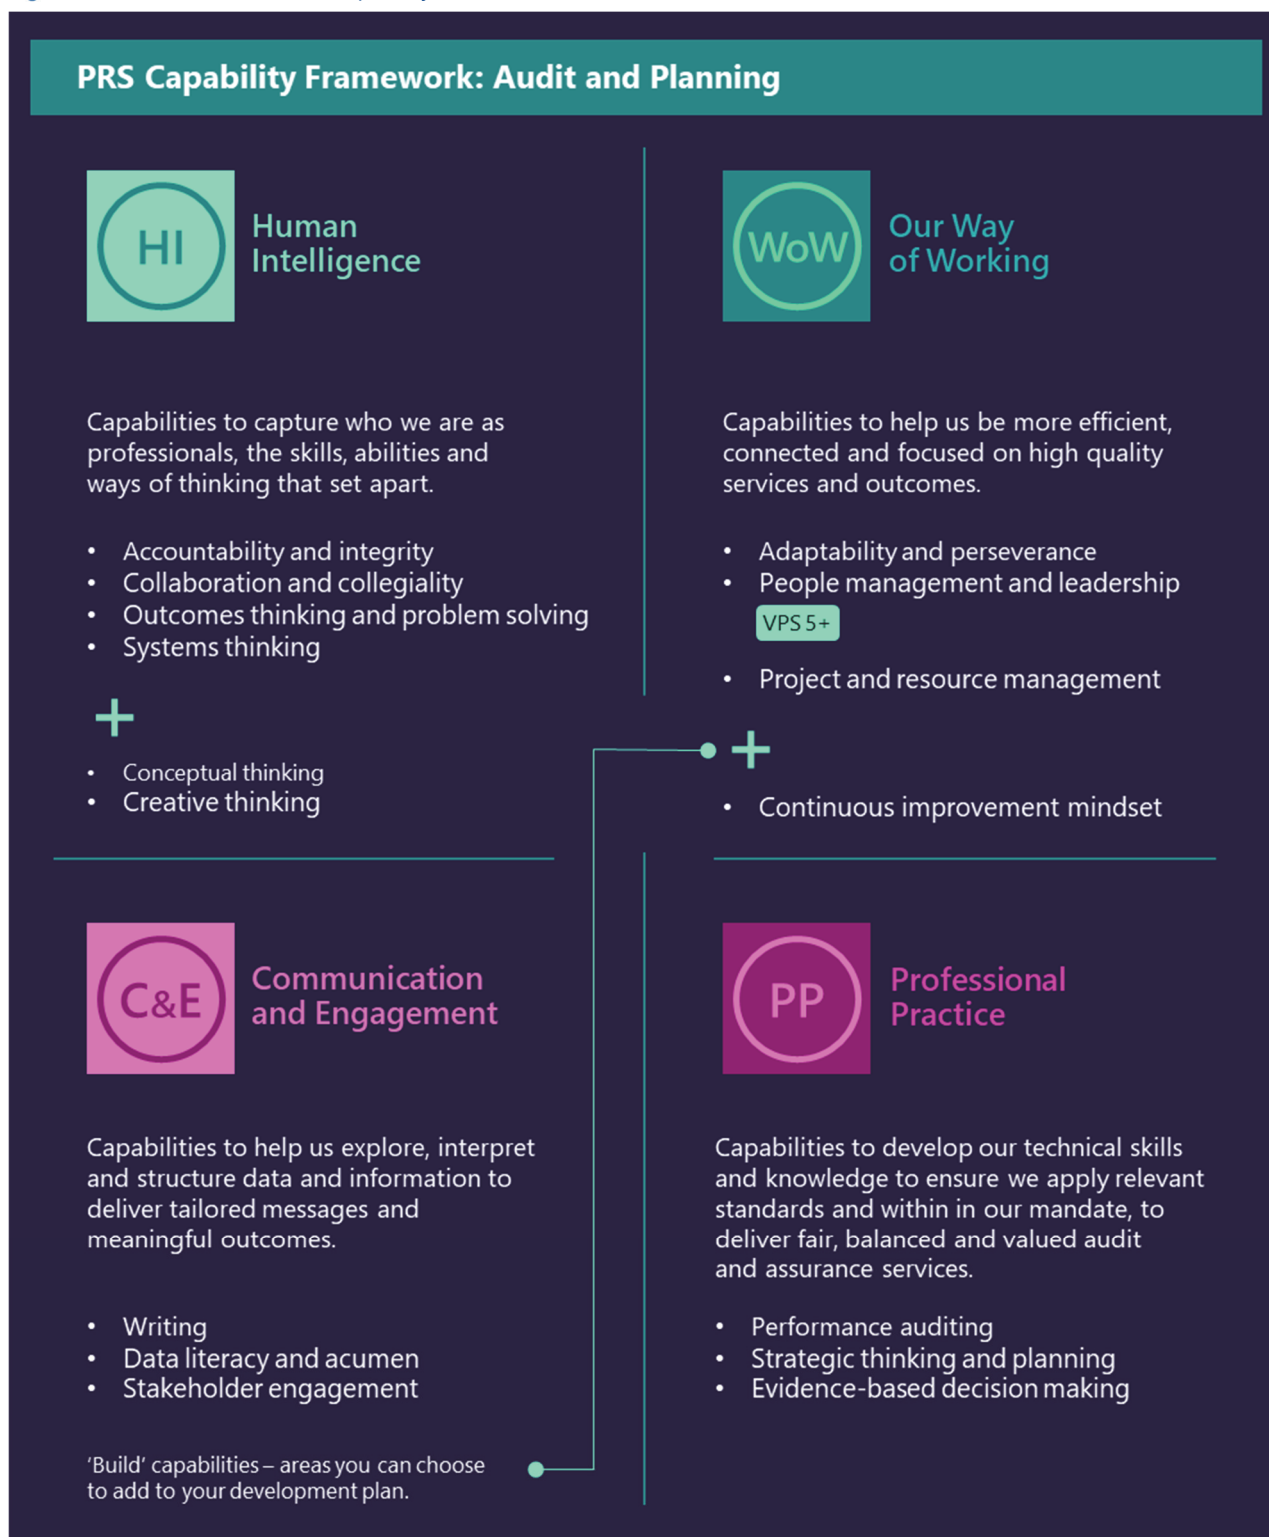 PRS Capability Framework: Audit and Planning
HI
Human
Intelligence
Capabilities to capture who we are as
professionals, the skills, abilities and
ways of thinking that set apart.
• Accountability and integrity
• Collaboration and collegiality
• Outcomes thinking and problem solving
• Systems thinking
+
• Conceptual thinking
• Creative thinking
WoW
Our Way
of Working
Capabilities to help us be more efficient,
connected and focused on high quality
services and outcomes.
• Adaptability and perseverance
• People management and leadership
VPS 5+
• Project and resource management
+
• Continuous improvement mindset
C&E
Communication
and Engagement
Capabilities to help us explore, interpret
and structure data and information to
deliver tailored messages and
meaningful outcomes.
• Writing
• Data literacy and acumen
• Stakeholder engagement
‘Build’ capabilities – areas you can choose
to add to your development plan.
PP
Professional
Practice
Capabilities to develop our technical skills
and knowledge to ensure we apply relevant
standards and within in our mandate, to
deliver fair, balanced and valued audit
and assurance services.
• Performance auditing
• Strategic thinking and planning
• Evidence-based decision making